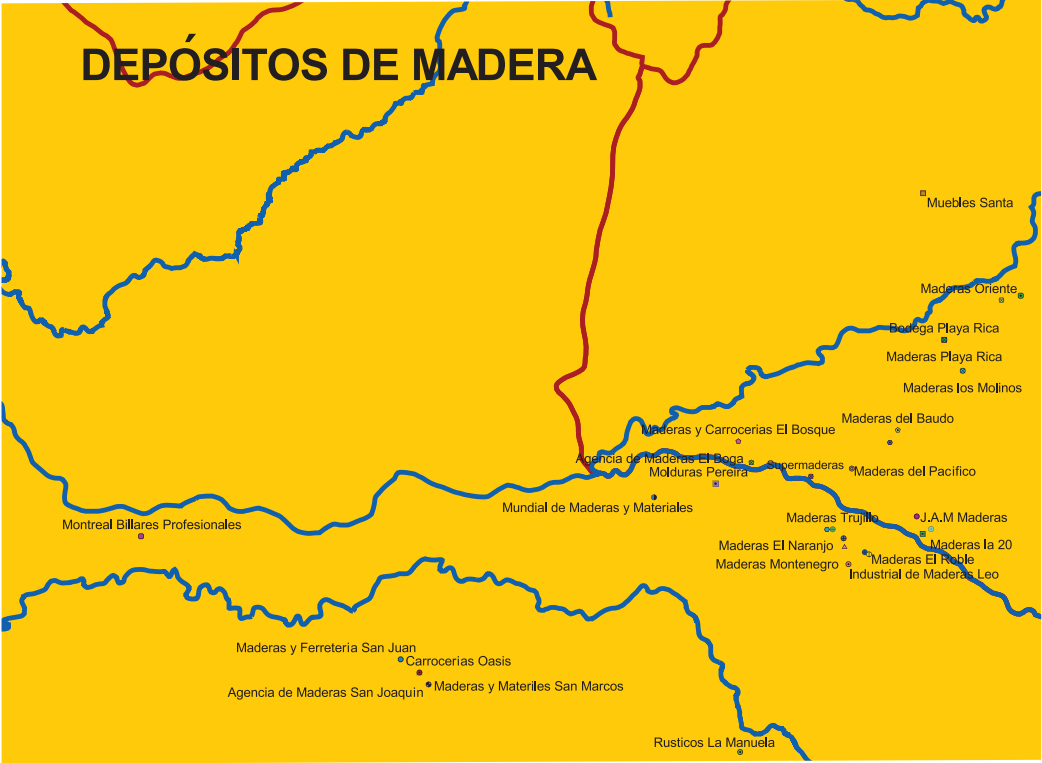 DEPÓSITOS DE MADERA
Muebles Santa
Maderas Oriente
Bodega Playa Rica
Maderas Playa Rica
Maderas los Molinos
Maderas del Baudo
Maderas y Carrocerias El Bosque
Agencia de Maderas El Boga
Supermaderas
Maderas del Pacifico
Molduras Pereira
Mundial de Maderas y Materiales
Montreal Billares Profesionales
Maderas Trujillo
J.A.M Maderas
Maderas El Naranjo
Maderas la 20
Maderas El Roble
Maderas Montenegro
Industrial de Maderas Leo
Maderas y Ferreteria San Juan
Carrocerias Oasis
Agencia de Maderas San Joaquin
Maderas y Materiles San Marcos
Rusticos La Manuela